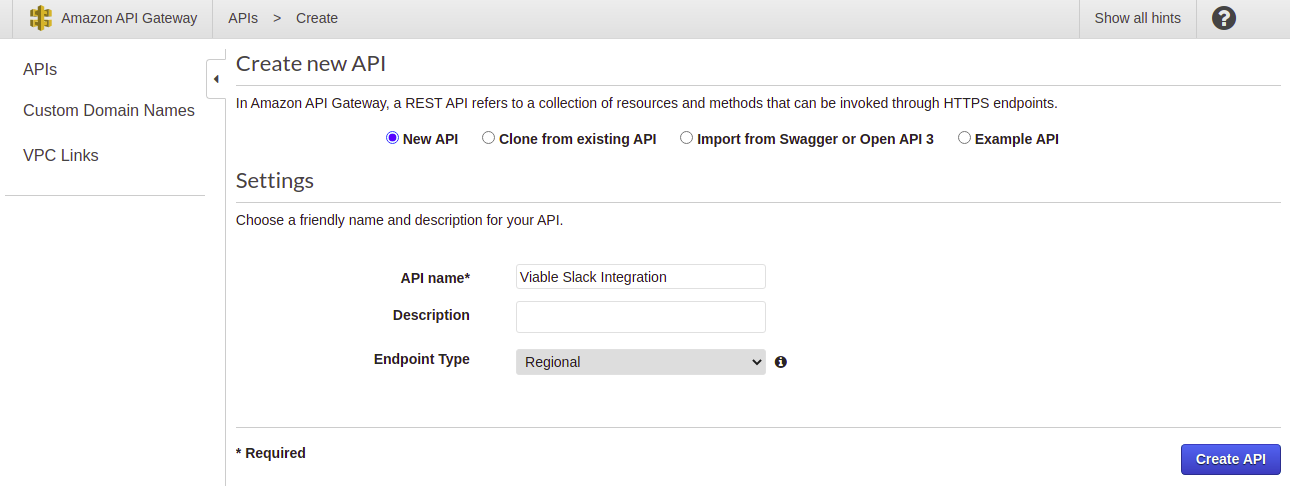 Amazon API Gateway APIs > Create Show all hints ?
APIs
Custom Domain Names
VPC Links
Create new API
In Amazon API Gateway, a REST API refers to a collection of resources and methods that can be invoked through HTTPS endpoints.
New API Clone from existing API Import from Swagger or Open API 3 Example API
Settings
Choose a friendly name and description for your API.
API name* Viable Slack Integration
Description
Endpoint Type Regional
* Required Create API